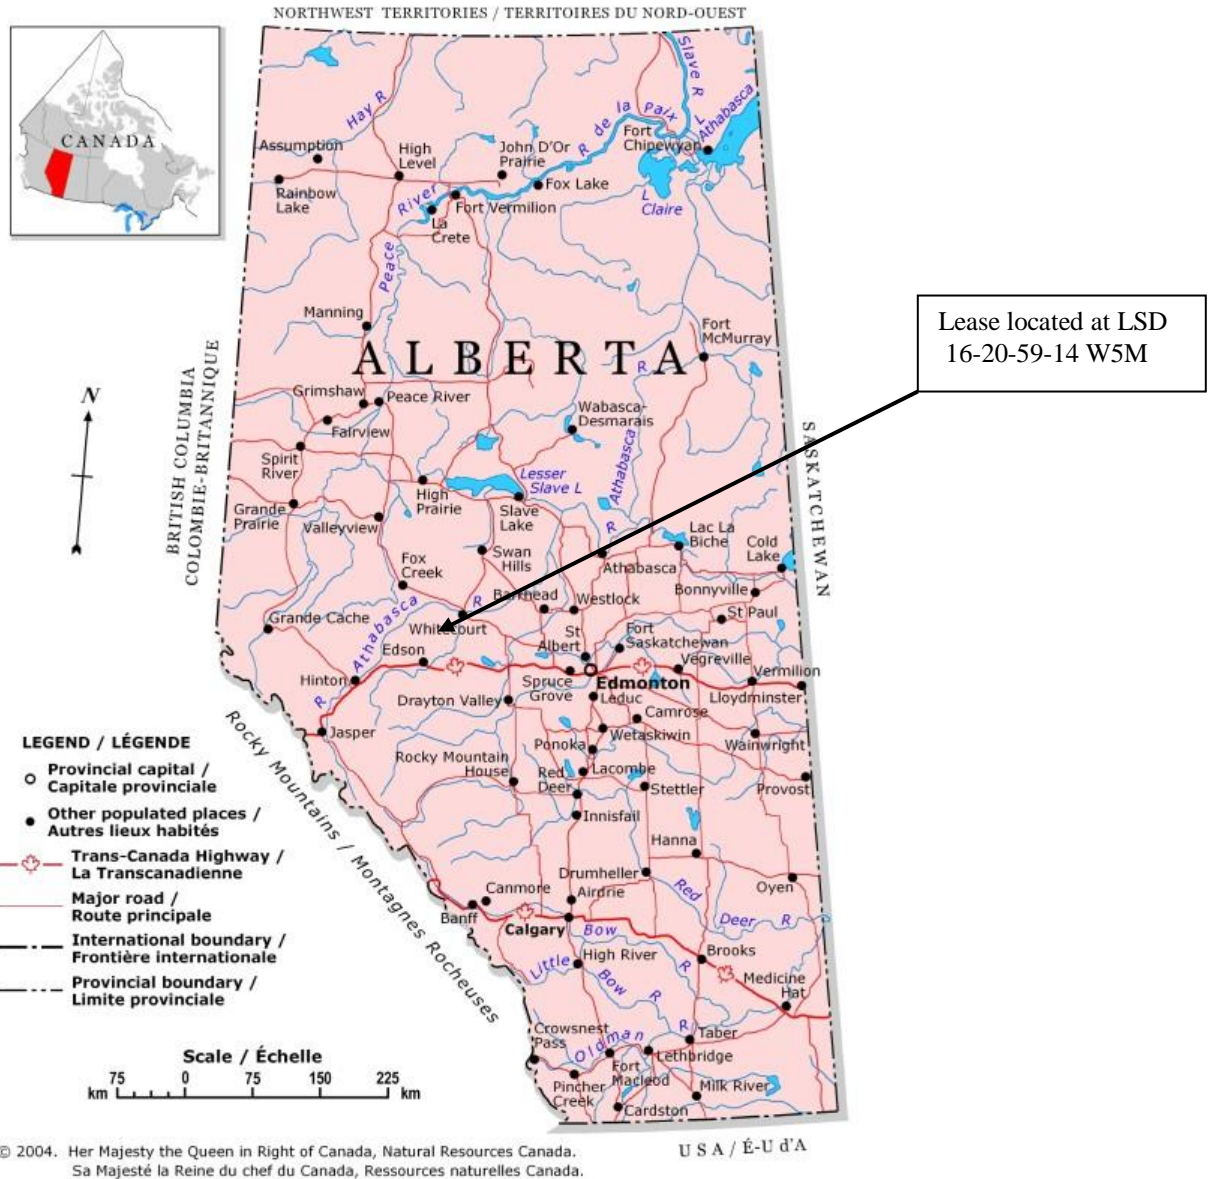 NORTHWEST TERRITORIES / TERRITOIRES DU NORD-OUEST
CANADA
Hay R
Slave R
R de la Paix
L Athabasca
Assumption
High
Level
John D'Or
Prairie
Fort
Chipewyan
Rainbow
Lake
Fox Lake
Fort Vermilion
L
Claire
La
Crete
Peace River
Manning
Fort
McMurray
ALBERTA
Lease located at LSD
16-20-59-14 W5M
BRITISH COLUMBIA
COLOMBIE-BRITANNIQUE
SASKATCHEWAN
N
Grimshaw
Peace River
Fairview
Wabasca-
Desmarais
Athabasca R
Spirit
River
Lesser
Slave L
High
Prairie
Slave
Lake
Grande
Prairie
Valleyview
R
Lac La
Biche
Cold
Lake
Swan
Hills
Fox
Creek
Athabasca
Bonnyville
Barrhead
Westlock
St Paul
R Athabasca R
Grande Cache
Whitecourt
St
Albert
Fort
Saskatchewan
Edson
Vegreville
Vermilion
Hinton
Spruce
Grove
Edmonton
Lloydminster
Drayton Valley
Leduc
Camrose
Jasper
Wetaskiwin
Ponoka
Wainwright
Rocky Mountain
House
Red
Deer
Lacombe
Stettler
Provost
Innisfail
Hanna
Rocky Mountains / Montagnes Rocheuses
Drumheller
Oyen
Canmore
Airdrie
Red Deer R
Banff
Calgary
Bow R
Brooks
High River
Little Bow R
Medicine
Hat
R
Crowsnest
Pass
Oldman
Taber
Lethbridge
Fort
Macleod
Pincher
Creek
Milk River
Cardston
USA / É-U d'A
LEGEND / LÉGENDE
Provincial capital /
Capitale provinciale
Other populated places /
Autres lieux habités
Trans-Canada Highway /
La Transcanadienne
Major road /
Route principale
International boundary /
Frontière internationale
Provincial boundary /
Limite provinciale
Scale / Échelle
75 0 75 150 225
km km
© 2004. Her Majesty the Queen in Right of Canada, Natural Resources Canada.
Sa Majesté la Reine du chef du Canada, Ressources naturelles Canada.